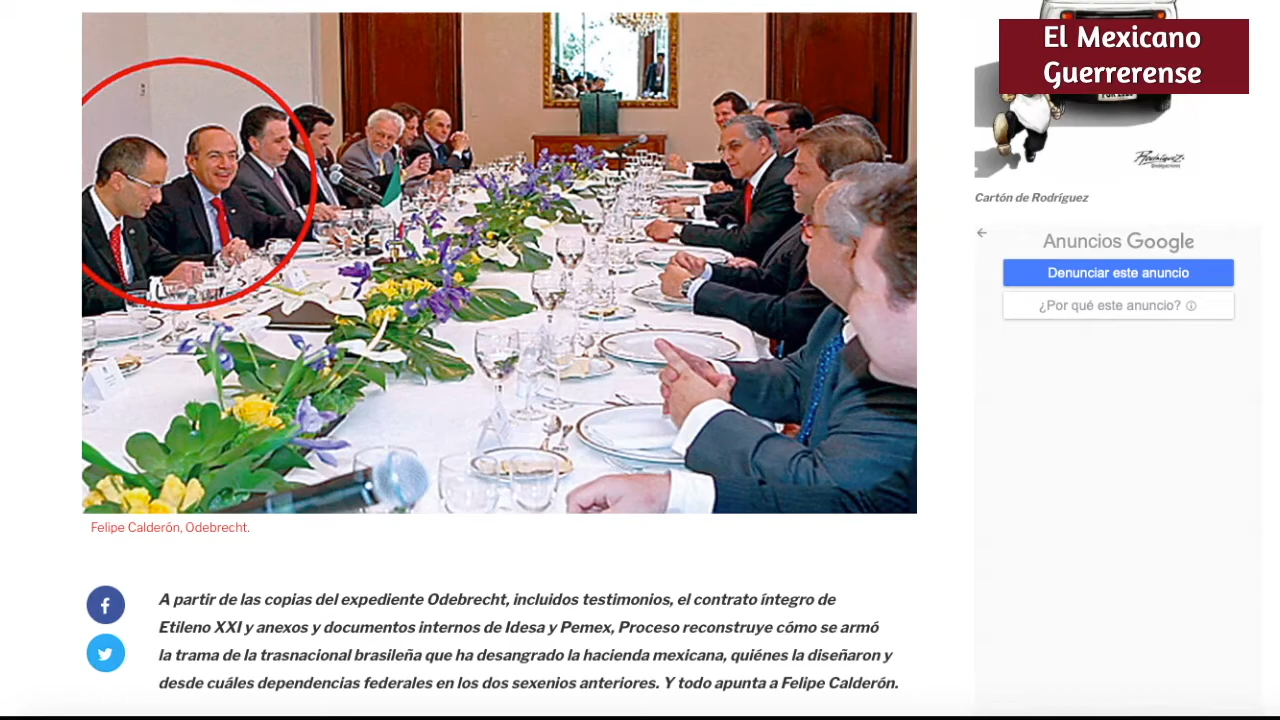 El Mexicano
Guerrerense
Rodríguez
Cartón de Rodríguez
Anuncios Google
Denunciar este anuncio
¿Por qué este anuncio?
Felipe Calderón, Odebrecht.
A partir de las copias del expediente Odebrecht, incluidos testimonios, el contrato íntegro de
Etileno XXI y anexos y documentos internos de Idesa y Pemex, Proceso reconstruye cómo se armó
la trama de la trasnacional brasileña que ha desangrado la hacienda mexicana, quiénes la diseñaron y
desde cuáles dependencias federales en los dos sexenios anteriores. Y todo apunta a Felipe Calderón.